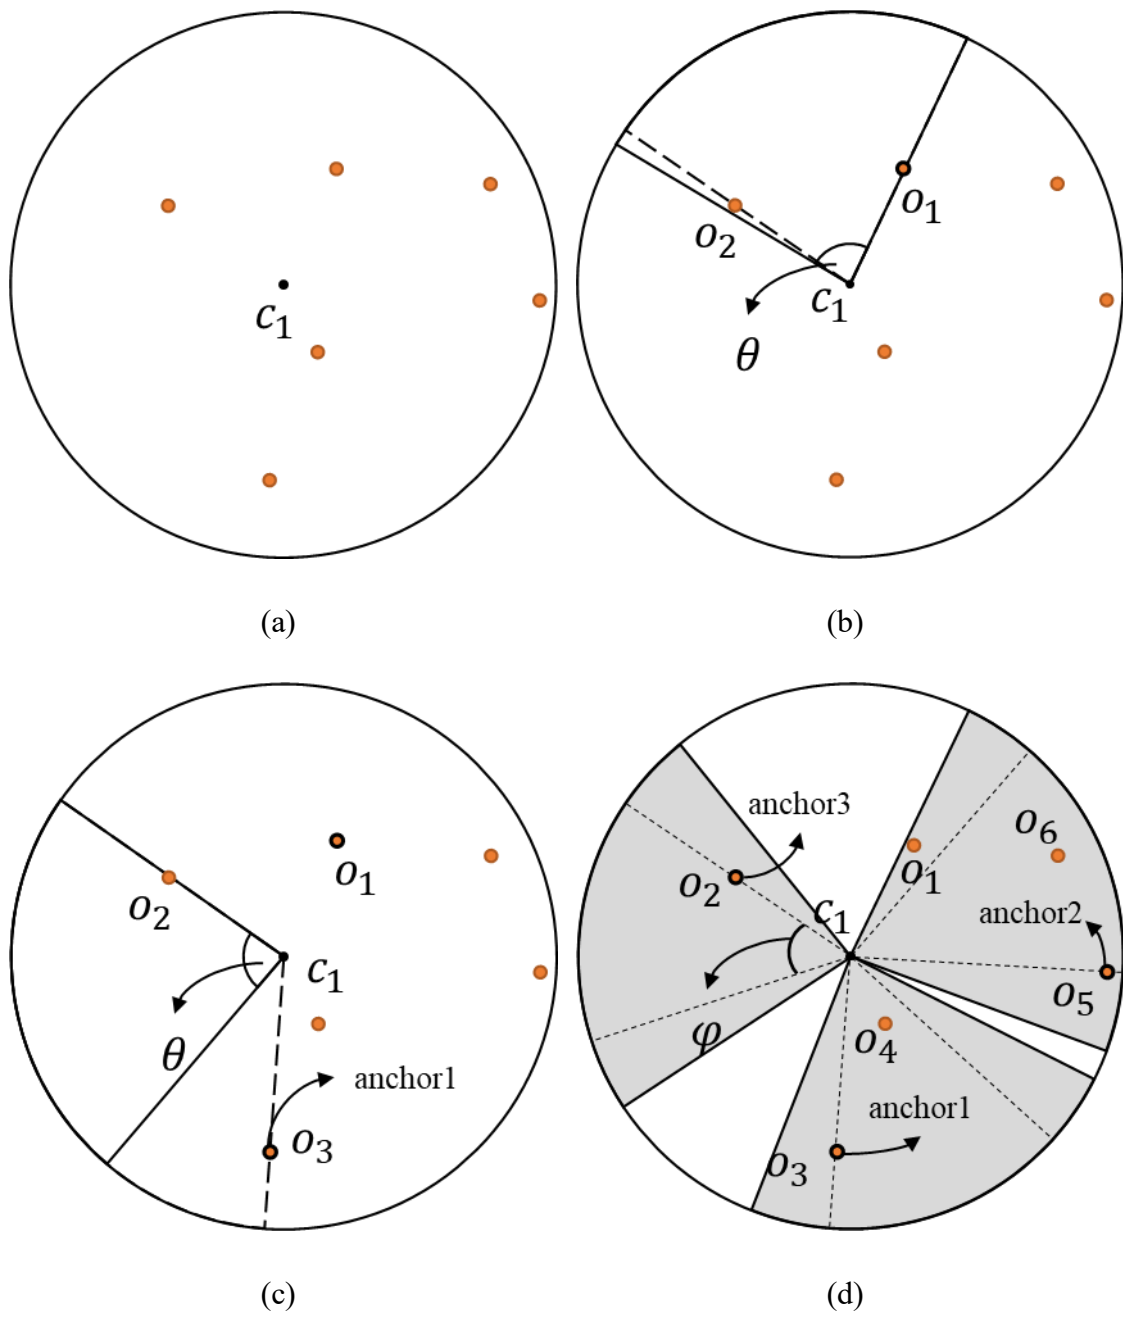 c₁
(a)
o₁
o₂
c₁
θ
(b)
o₁
o₂
c₁
θ
anchor1
o₃
(c)
anchor3
o₆
o₂
o₁
c₁
anchor2
o₅
φ
o₄
anchor1
o₃
(d)